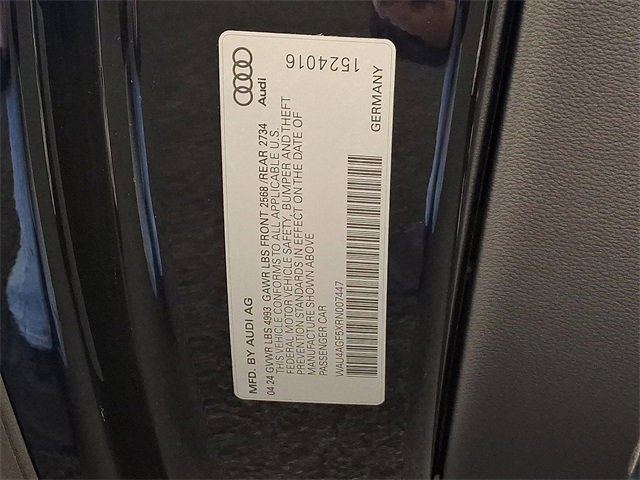 MFD. BY AUDI AG
04 24 GVWR LBS 4993 GAWR LBS FRONT 2568 /REAR 2734
THIS VEHICLE CONFORMS TO ALL APPLICABLE U.S.
FEDERAL MOTOR VEHICLE SAFETY, BUMPER AND THEFT
PREVENTION STANDARDS IN EFFECT ON THE DATE OF
MANUFACTURE SHOWN ABOVE
PASSENGER CAR
WAU4AGF5XRN007447
Audi
1524016
GERMANY